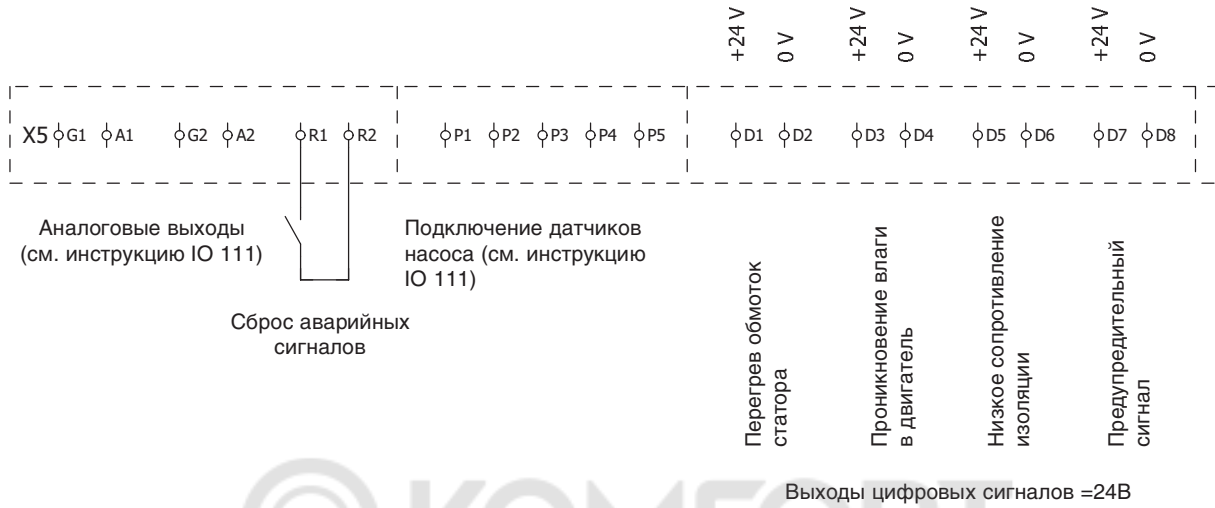 +24 V
0 V
+24 V
0 V
+24 V
0 V
+24 V
0 V
X5 G1 A1 G2 A2 R1 R2 P1 P2 P3 P4 P5 D1 D2 D3 D4 D5 D6 D7 D8
Аналоговые выходы
(см. инструкцию IO 111)
Сброс аварийных
сигналов
Подключение датчиков
насоса (см. инструкцию
IO 111)
Перегрев обмоток
статора
Проникновение влаги
в двигатель
Низкое сопротивление
изоляции
Предупредительный
сигнал
Выходы цифровых сигналов =24В
КОМFORT